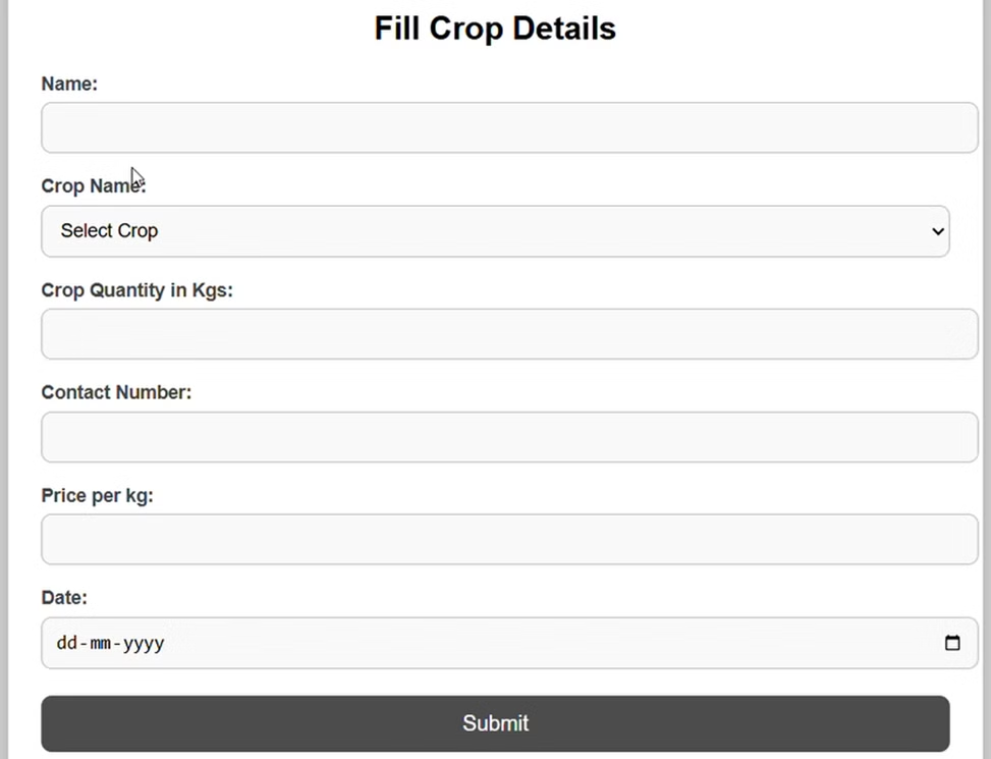 Fill Crop Details
Name:
Crop Name:
Select Crop
Crop Quantity in Kgs:
Contact Number:
Price per kg:
Date:
dd-mm-yyyy
Submit